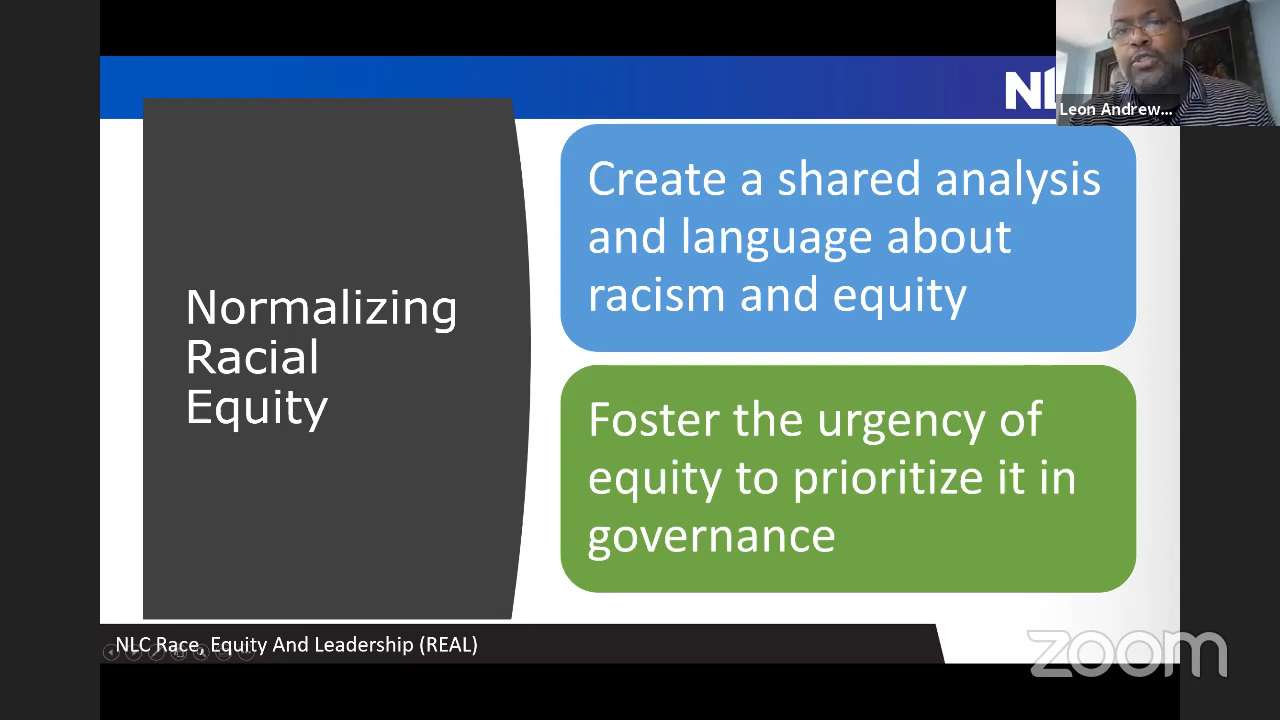 NL
Leon Andrew...
Normalizing
Racial
Equity
Create a shared analysis
and language about
racism and equity
Foster the urgency of
equity to prioritize it in
governance
NLC Race, Equity And Leadership (REAL)
zoom